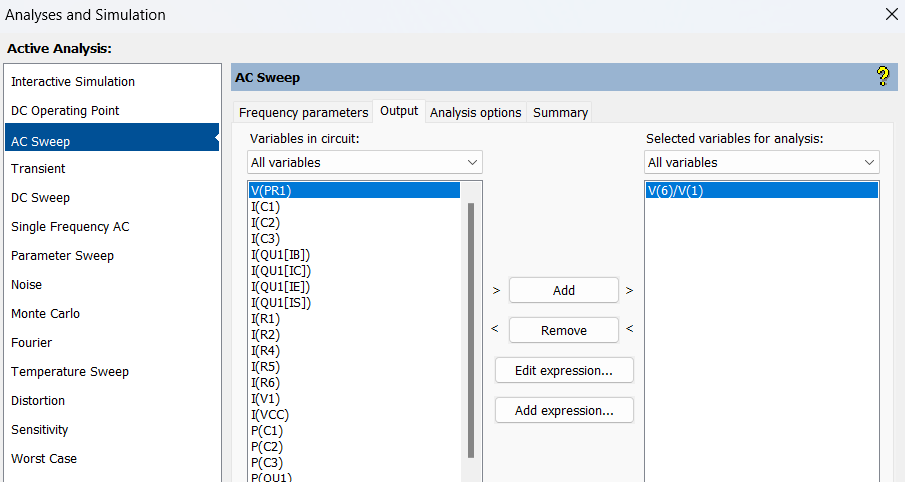 Analyses and Simulation
Active Analysis:
Interactive Simulation
DC Operating Point
AC Sweep
Transient
DC Sweep
Single Frequency AC
Parameter Sweep
Noise
Monte Carlo
Fourier
Temperature Sweep
Distortion
Sensitivity
Worst Case
AC Sweep
?
Frequency parameters
Output
Analysis options
Summary
Variables in circuit:
All variables
V(PR1)
I(C1)
I(C2)
I(C3)
I(QU1[IB])
I(QU1[IC])
I(QU1[IE])
I(QU1[IS])
I(R1)
I(R2)
I(R4)
I(R5)
I(R6)
I(V1)
I(VCC)
P(C1)
P(C2)
P(C3)
P(QU1)
> Add >
< Remove <
Edit expression...
Add expression...
Selected variables for analysis:
All variables
V(6)/V(1)